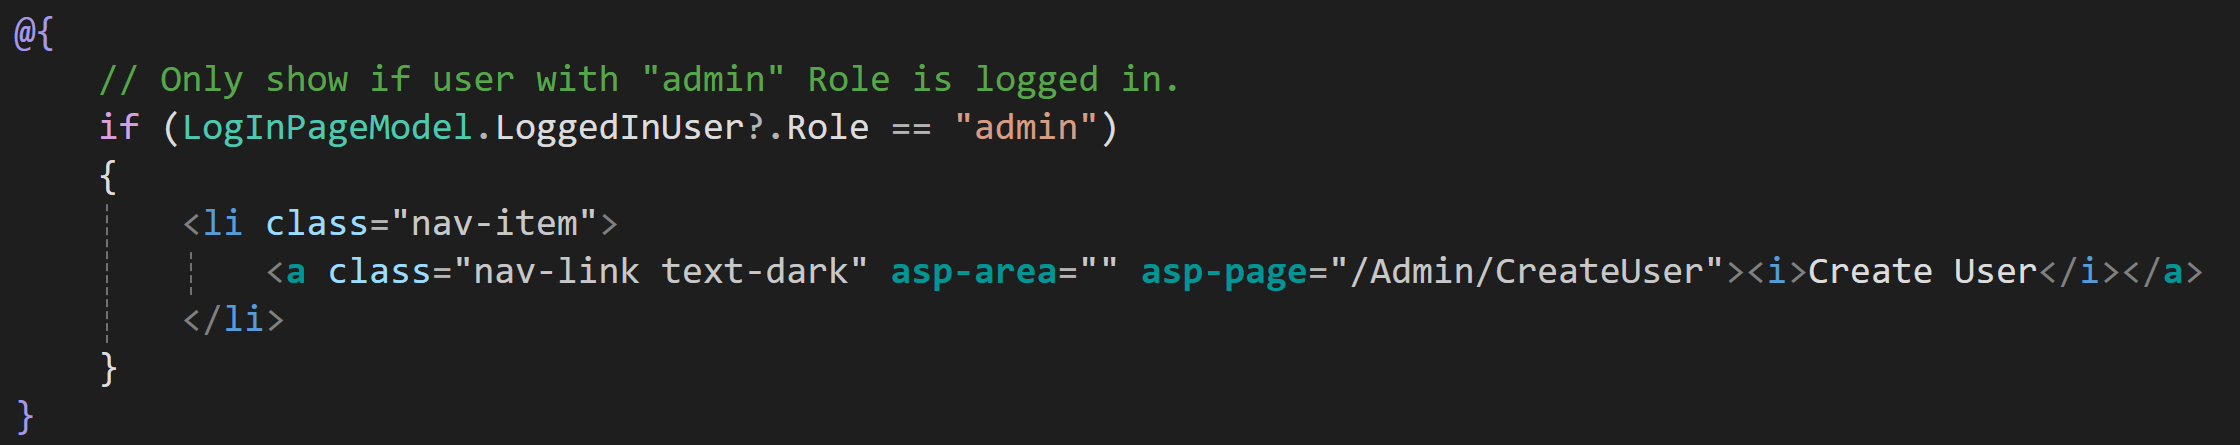 @{
    // Only show if user with "admin" Role is logged in.
    if (LogInPageModel.LoggedInUser?.Role == "admin")
    {
        <li class="nav-item">
            <a class="nav-link text-dark" asp-area="" asp-page="/Admin/CreateUser"><i>Create User</i></a>
        </li>
    }
}